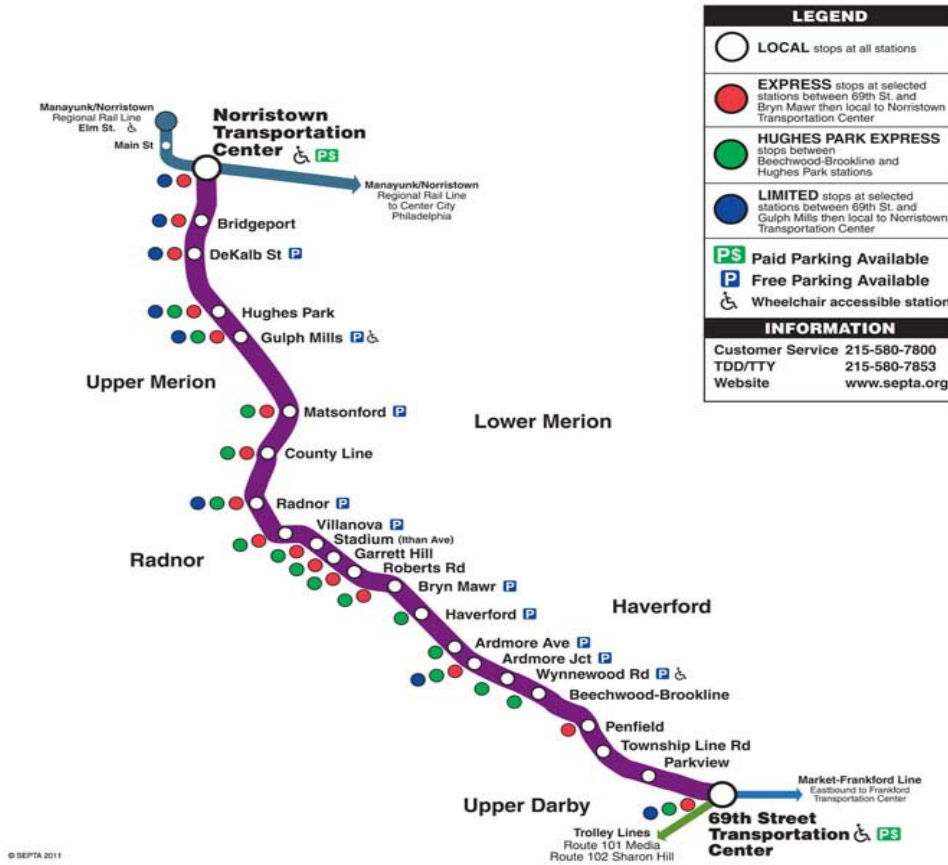 LEGEND
LOCAL stops at all stations
EXPRESS stops at selected
stations between 69th St. and
Bryn Mawr then local to Norristown
Transportation Center
HUGHES PARK EXPRESS
stops between
Beechwood-Brookline and
Hughes Park stations
LIMITED stops at selected
stations between 69th St. and
Gulph Mills then local to Norristown
Transportation Center
P$ Paid Parking Available
P Free Parking Available
Wheelchair accessible station
INFORMATION
Customer Service 215-580-7800
TDD/TTY 215-580-7853
Website www.septa.org
Manayunk/Norristown
Regional Rail Line
Elm St.
Main St
Norristown
Transportation
Center P$
Manayunk/Norristown
Regional Rail Line
to Center City
Philadelphia
Bridgeport
DeKalb St P
Hughes Park
Gulph Mills P
Upper Merion
Matsonford P
Lower Merion
County Line
Radnor P
Villanova P
Stadium (Ithan Ave)
Garrett Hill
Radnor
Roberts Rd
Bryn Mawr P
Haverford
Haverford P
Ardmore Ave P
Ardmore Jct P
Wynnewood Rd P
Beechwood-Brookline
Penfield
Township Line Rd
Parkview
Market-Frankford Line
Eastbound to Frankford
Transportation Center
Upper Darby
69th Street
Transportation P$
Center
Trolley Lines
Route 101 Media
Route 102 Sharon Hill
© SEPTA 2011